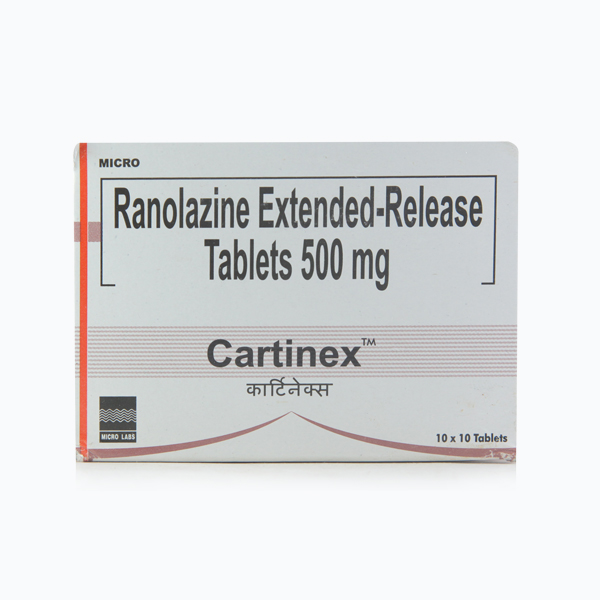 MICRO
Ranolazine Extended-Release
Tablets 500 mg
Cartinex™
कार्टिनेक्स
MICRO LABS
10 x 10 Tablets